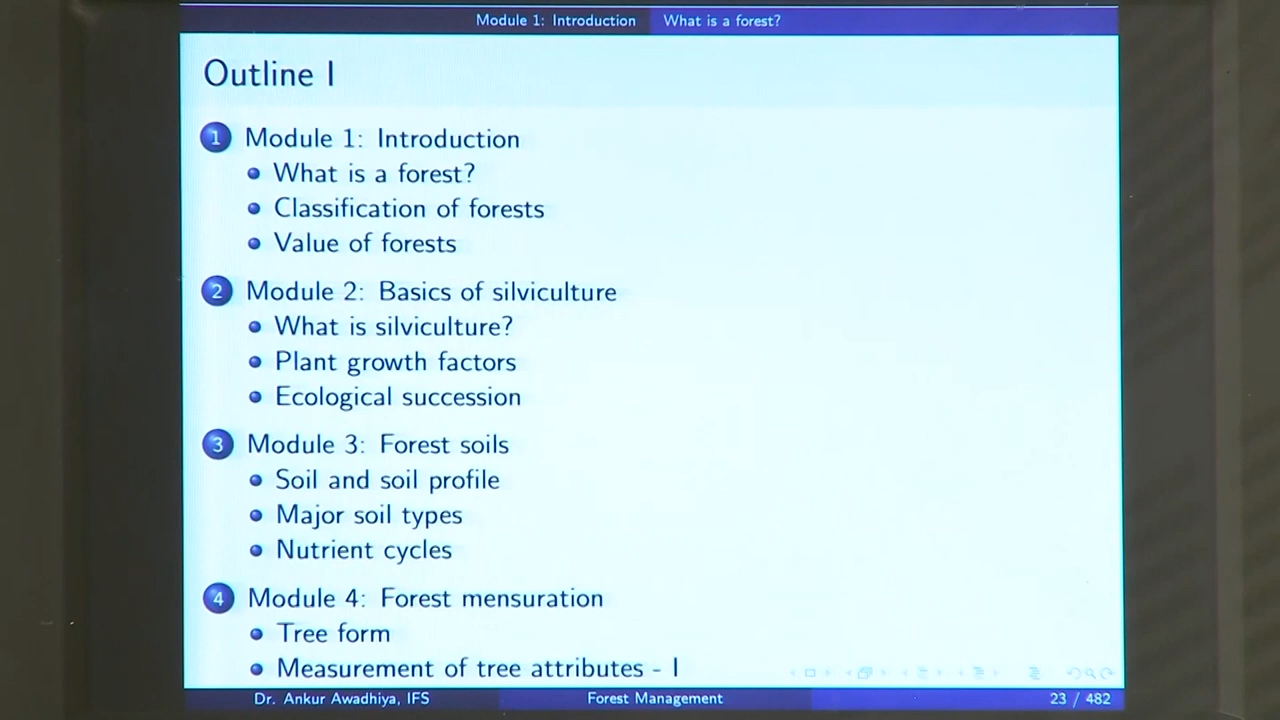 Module 1: Introduction What is a forest?
Outline I
1 Module 1: Introduction
What is a forest?
Classification of forests
Value of forests
2 Module 2: Basics of silviculture
What is silviculture?
Plant growth factors
Ecological succession
3 Module 3: Forest soils
Soil and soil profile
Major soil types
Nutrient cycles
4 Module 4: Forest mensuration
Tree form
Measurement of tree attributes - I
Dr. Ankur Awadhiya, IFS Forest Management 23 / 482